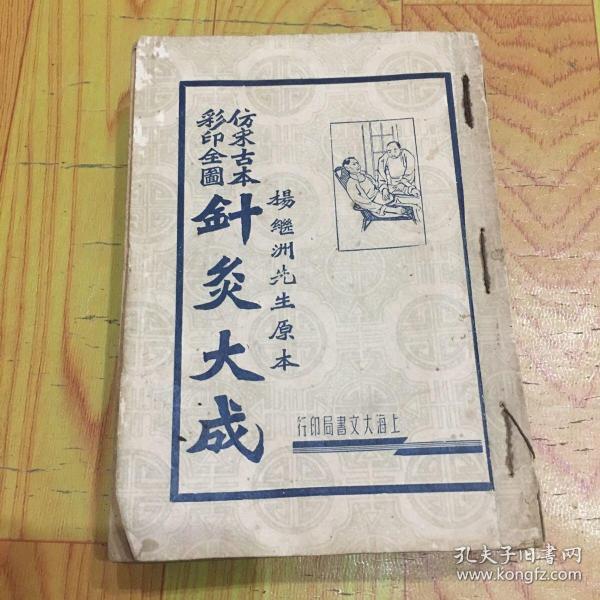 仿宋古本
彩印全圖
針灸大成
楊繼洲先生原本
上海大文書局印行
孔夫子旧書网
www.kongfz.com